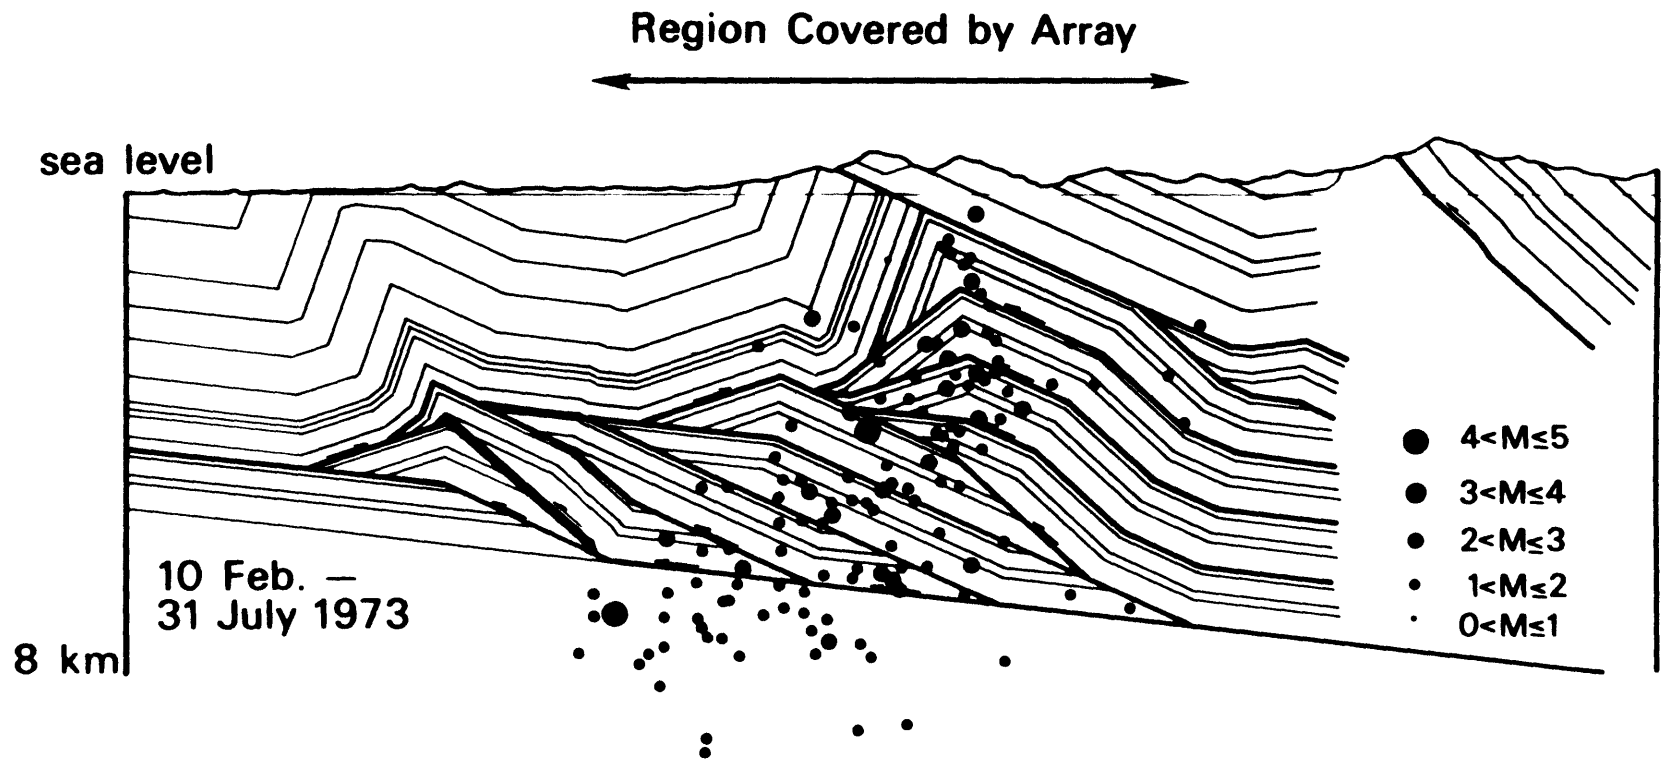 Region Covered by Array
sea level
4<M≤5
3<M≤4
2<M≤3
1<M≤2
0<M≤1
10 Feb. –
31 July 1973
8 km